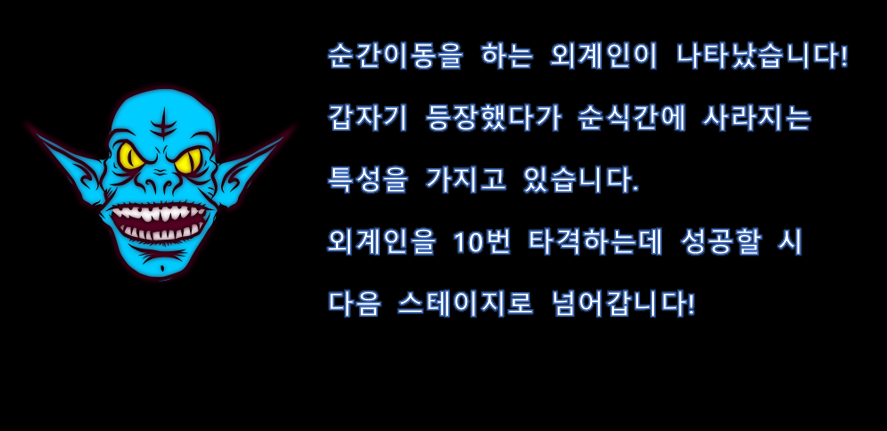 순간이동을 하는 외계인이 나타났습니다!
갑자기 등장했다가 순식간에 사라지는
특성을 가지고 있습니다.
외계인을 10번 타격하는데 성공할 시
다음 스테이지로 넘어갑니다!